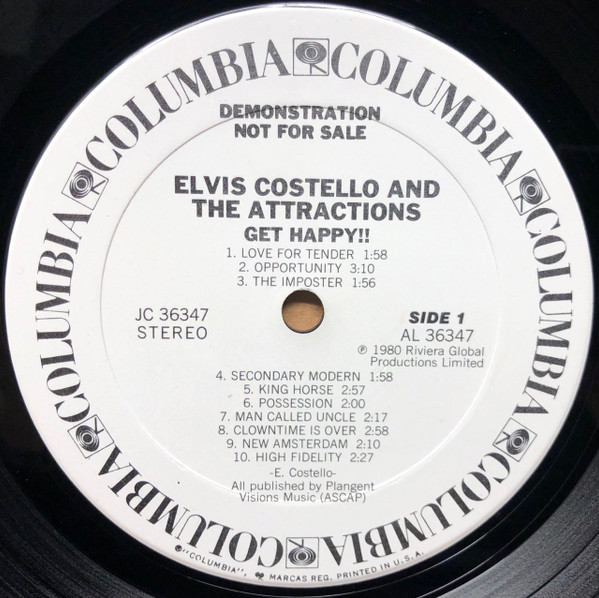 COLUMBIA COLUMBIA COLUMBIA COLUMBIA COLUMBIA COLUMBIA
DEMONSTRATION
NOT FOR SALE
ELVIS COSTELLO AND
THE ATTRACTIONS
GET HAPPY!!
1. LOVE FOR TENDER 1:58
2. OPPORTUNITY 3:10
3. THE IMPOSTER 1:56
JC 36347
STEREO
SIDE 1
AL 36347
℗ 1980 Riviera Global
Productions Limited
4. SECONDARY MODERN 1:58
5. KING HORSE 2:57
6. POSSESSION 2:00
7. MAN CALLED UNCLE 2:17
8. CLOWNTIME IS OVER 2:58
9. NEW AMSTERDAM 2:10
10. HIGH FIDELITY 2:27
-E. Costello-
All published by Plangent
Visions Music (ASCAP)
"COLUMBIA", MARCAS REG. PRINTED IN U.S.A.